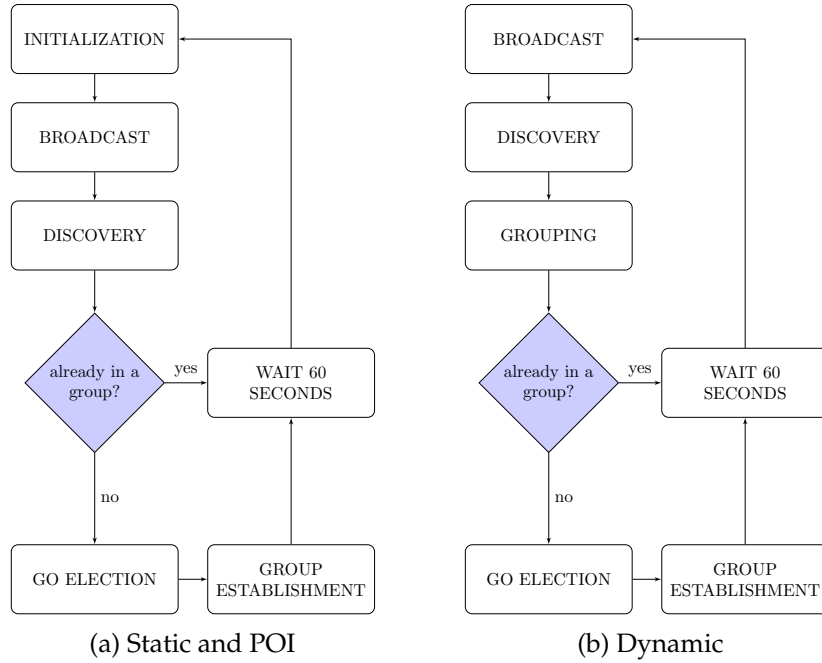 INITIALIZATION
BROADCAST
DISCOVERY
already in a
group?
yes
WAIT 60
SECONDS
no
GO ELECTION
GROUP
ESTABLISHMENT
(a) Static and POI
BROADCAST
DISCOVERY
GROUPING
already in a
group?
yes
WAIT 60
SECONDS
no
GO ELECTION
GROUP
ESTABLISHMENT
(b) Dynamic